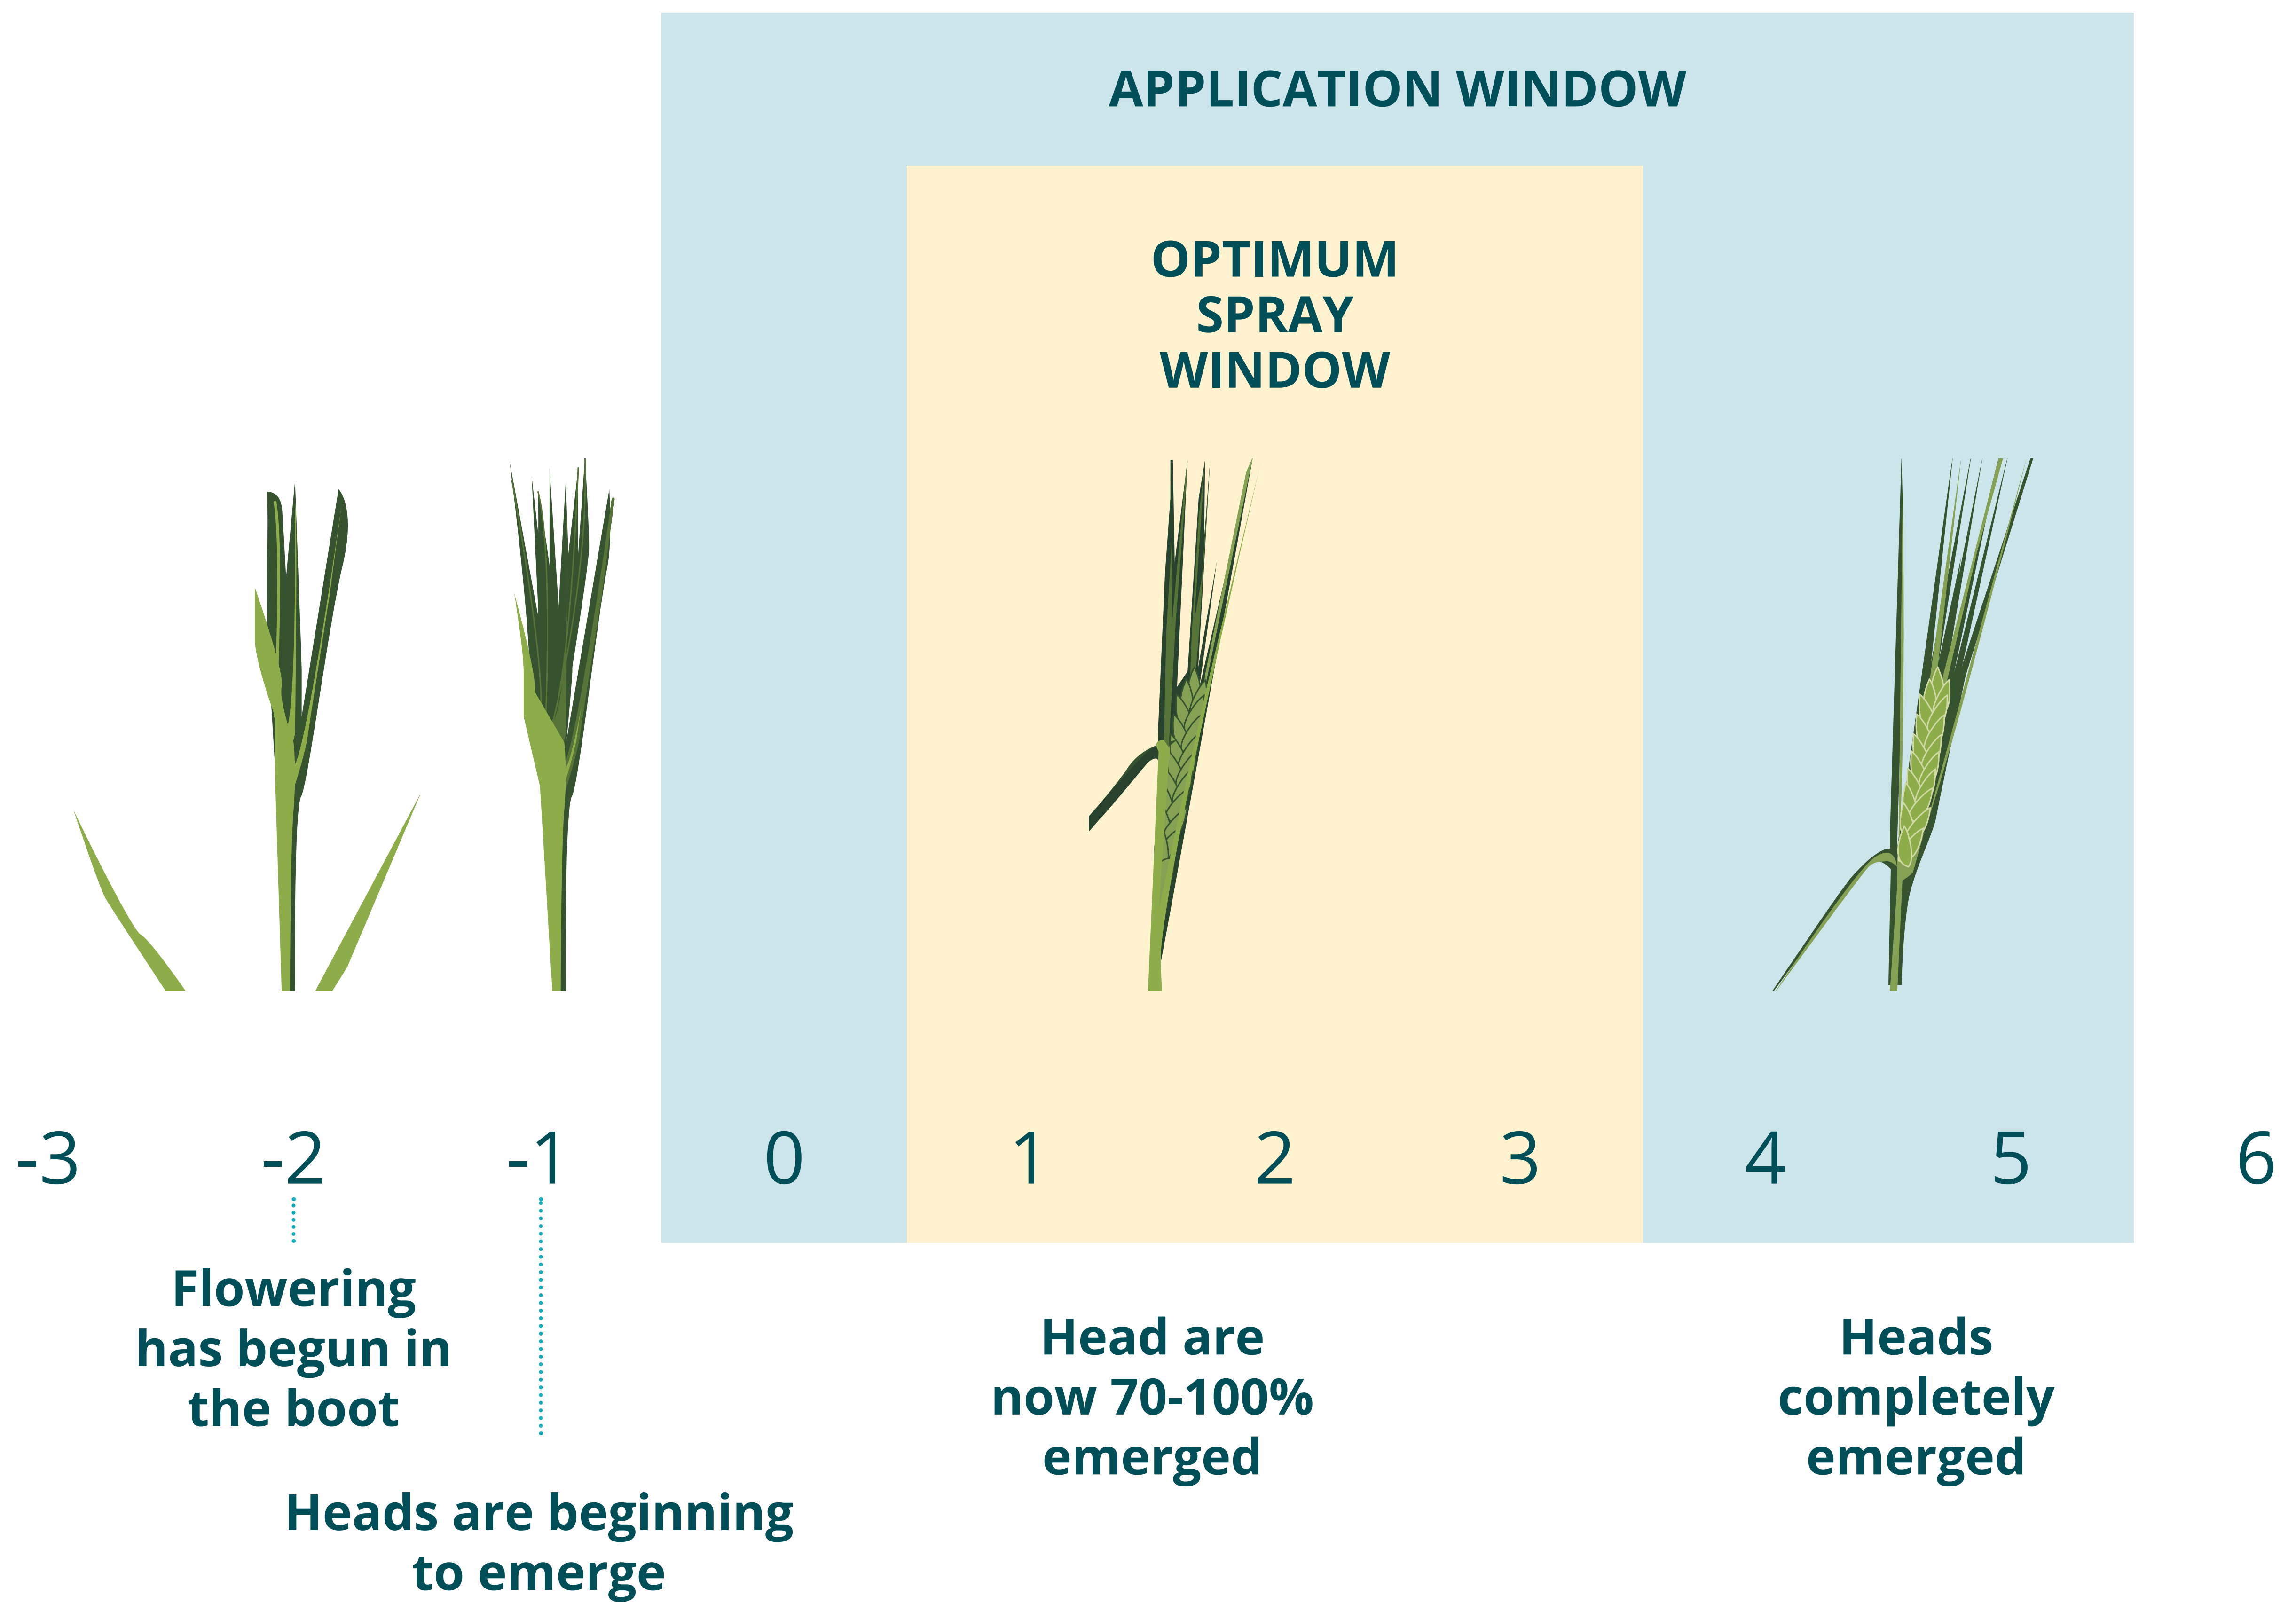 APPLICATION WINDOW
OPTIMUM
SPRAY
WINDOW
-3 -2 -1 0 1 2 3 4 5 6
Flowering
has begun in
the boot
Heads are beginning
to emerge
Head are
now 70-100%
emerged
Heads
completely
emerged